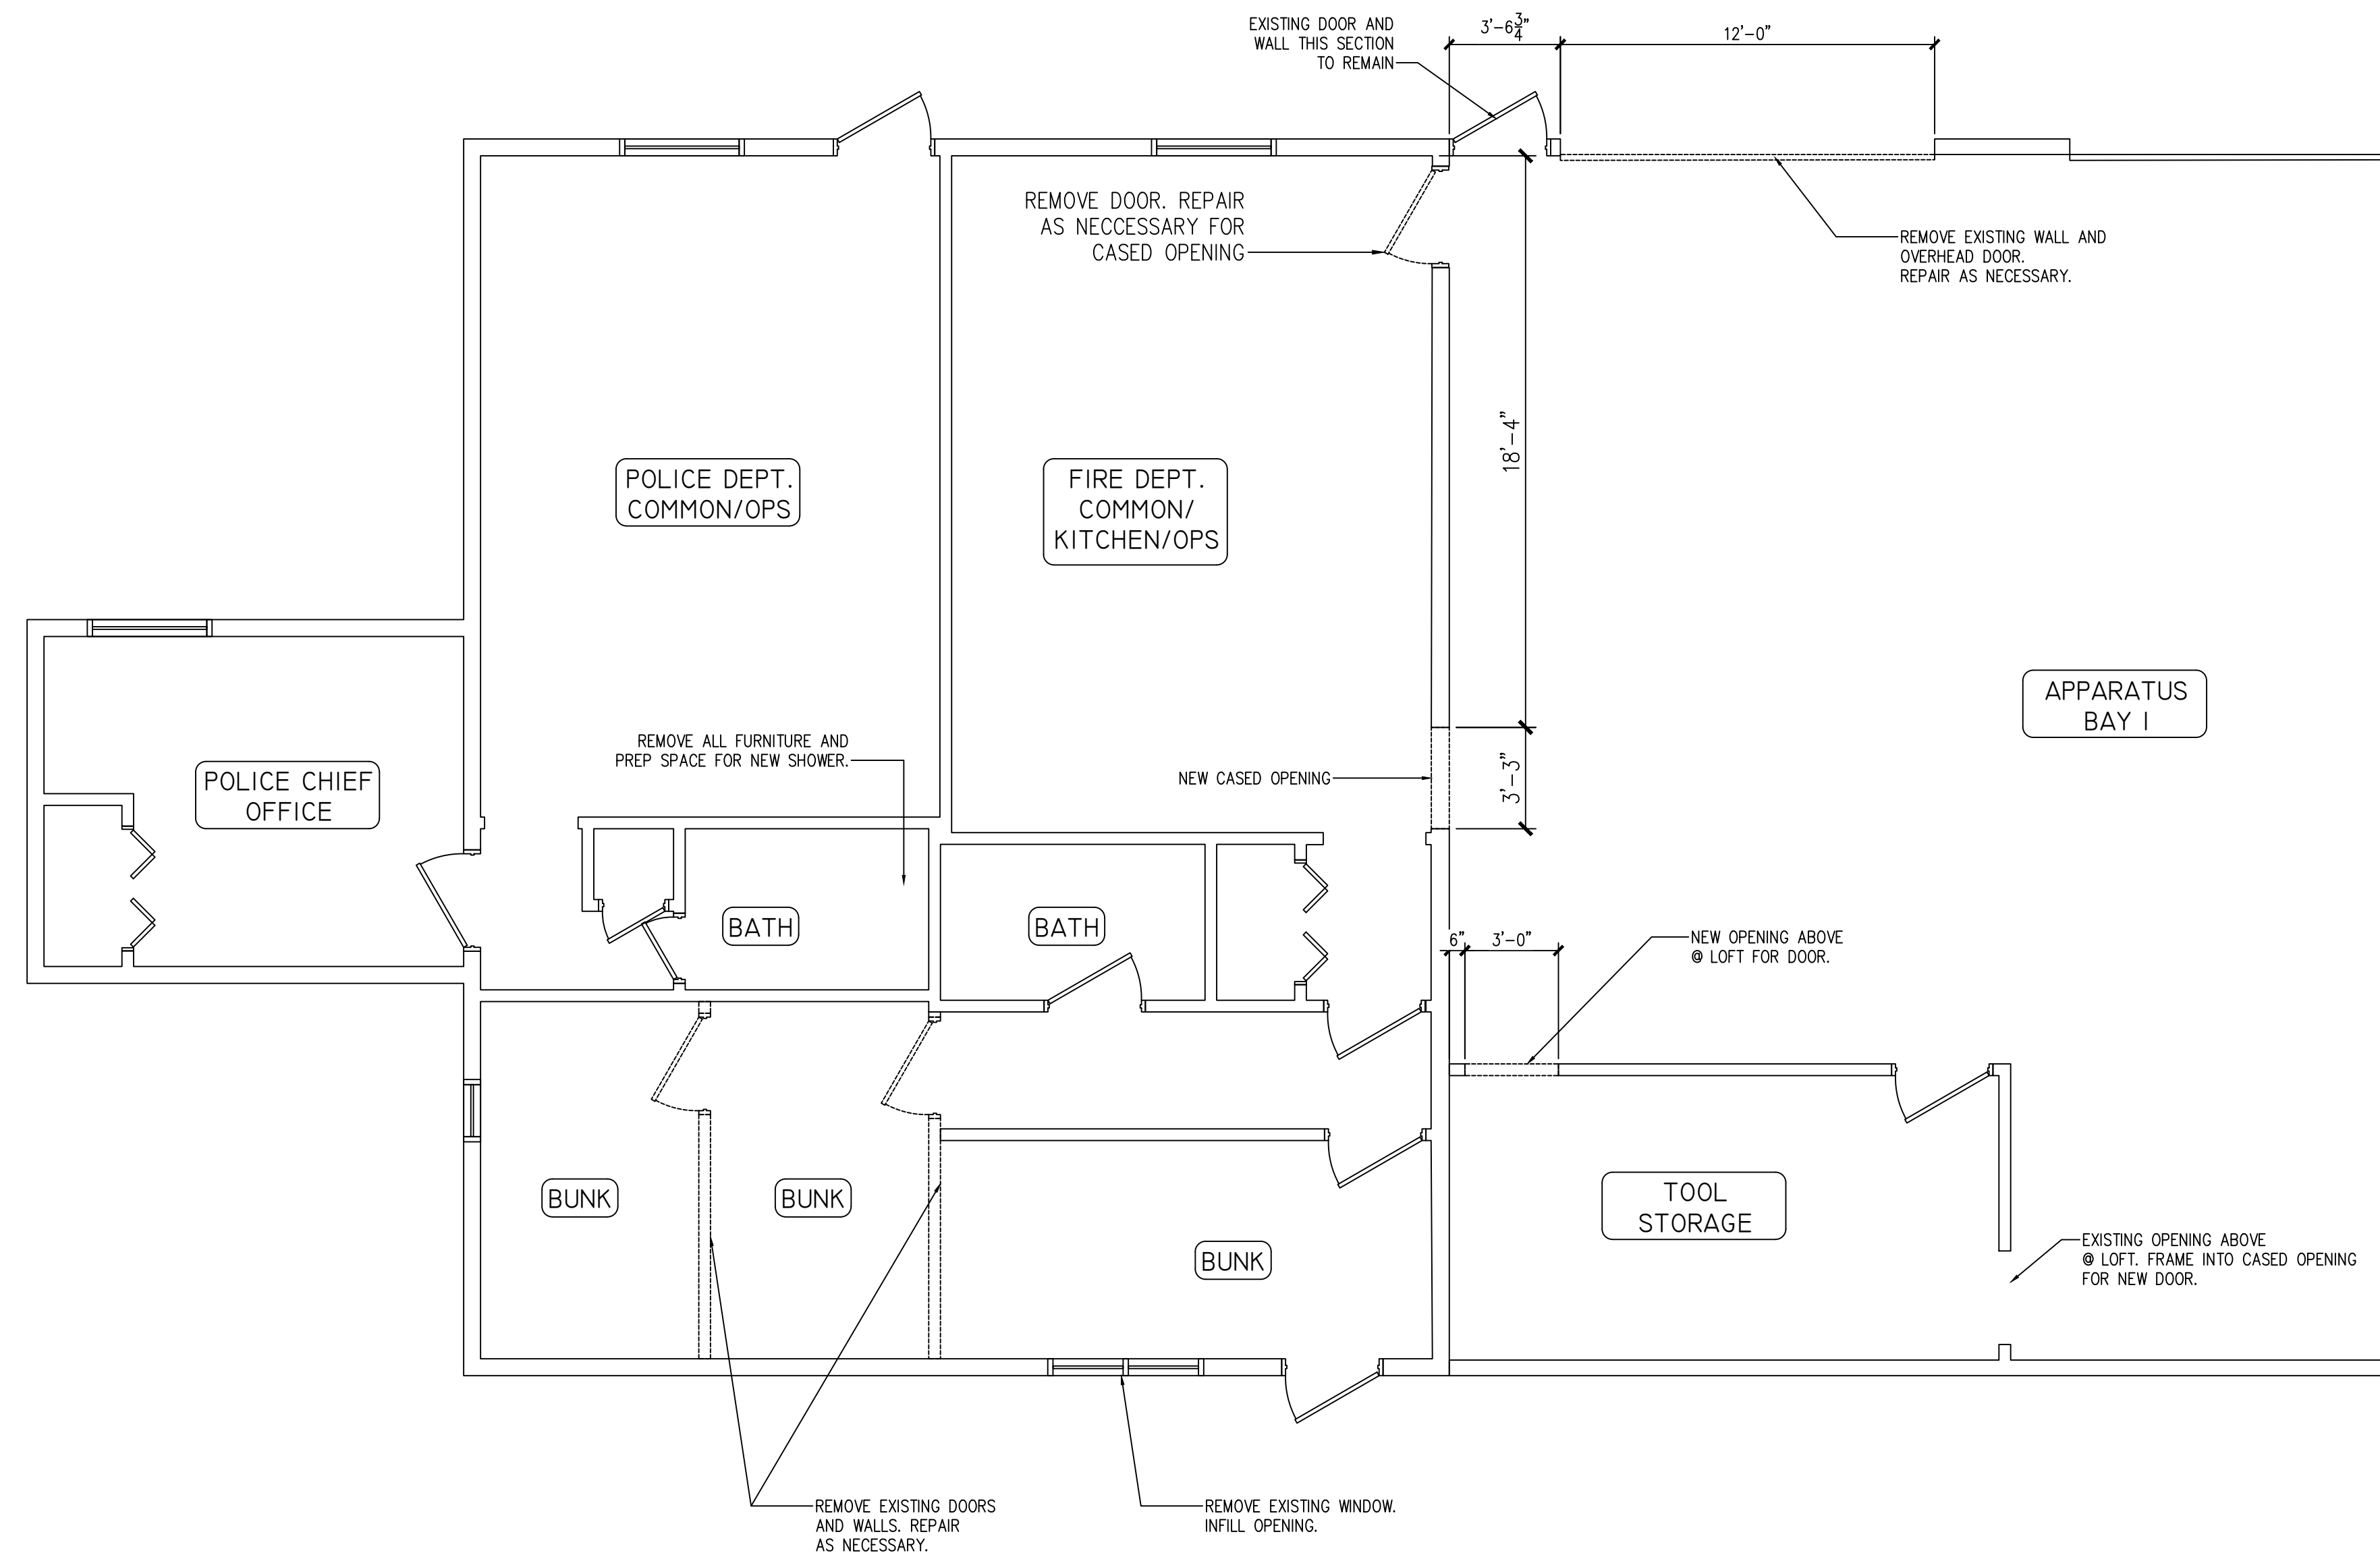 EXISTING DOOR AND
WALL THIS SECTION
TO REMAIN
3'-6 3/4"
12'-0"
REMOVE DOOR. REPAIR
AS NECCESSARY FOR
CASED OPENING
REMOVE EXISTING WALL AND
OVERHEAD DOOR.
REPAIR AS NECESSARY.
18'-4"
POLICE DEPT.
COMMON/OPS
FIRE DEPT.
COMMON/
KITCHEN/OPS
APPARATUS
BAY 1
REMOVE ALL FURNITURE AND
PREP SPACE FOR NEW SHOWER.
POLICE CHIEF
OFFICE
NEW CASED OPENING
3'-3"
BATH
BATH
6"
3'-0"
NEW OPENING ABOVE
@ LOFT FOR DOOR.
BUNK
BUNK
BUNK
TOOL
STORAGE
EXISTING OPENING ABOVE
@ LOFT. FRAME INTO CASED OPENING
FOR NEW DOOR.
REMOVE EXISTING DOORS
AND WALLS. REPAIR
AS NECESSARY.
REMOVE EXISTING WINDOW.
INFILL OPENING.